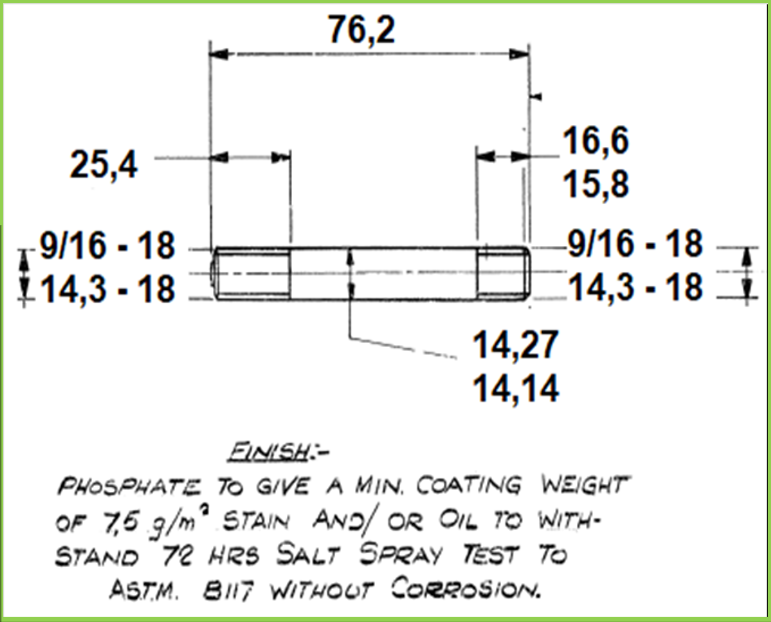 76,2
25,4
16,6
15,8
9/16 - 18
14,3 - 18
9/16 - 18
14,3 - 18
14,27
14,14
FINISH:-
PHOSPHATE TO GIVE A MIN. COATING WEIGHT
OF 7,5 g/m² STAIN AND/OR OIL TO WITH-
STAND 72 HRS SALT SPRAY TEST TO
ASTM. B117 WITHOUT CORROSION.